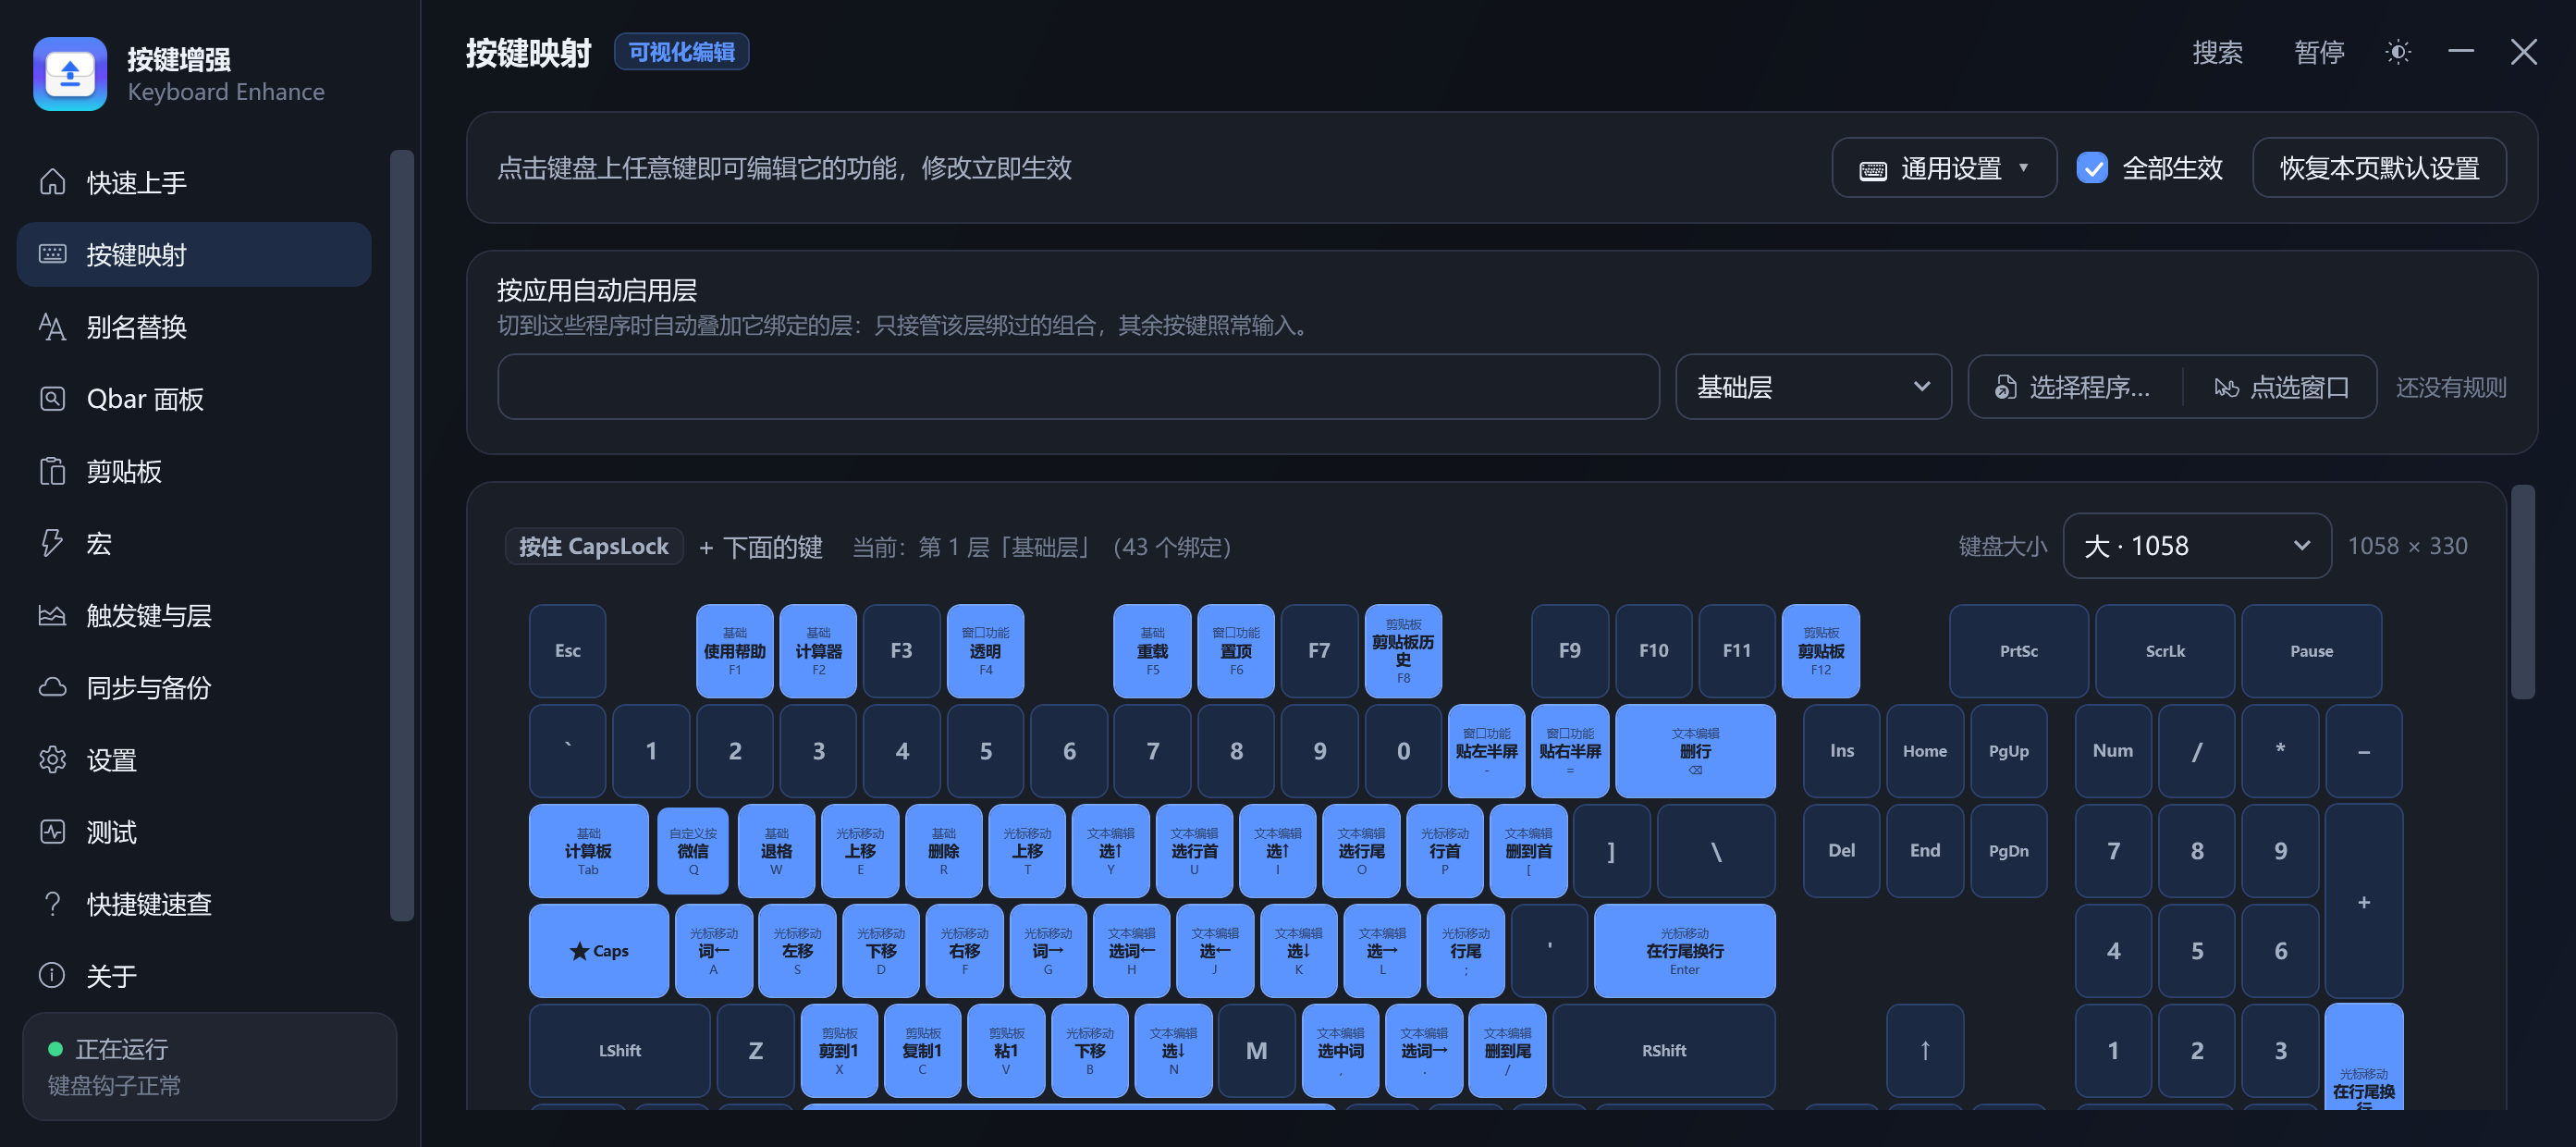 按键增强
Keyboard Enhance
快速上手
按键映射
别名替换
Qbar 面板
剪贴板
宏
触发键与层
同步与备份
设置
测试
快捷键速查
关于
正在运行
键盘钩子正常
按键映射 可视化编辑
搜索 暂停
点击键盘上任意键即可编辑它的功能，修改立即生效
通用设置 全部生效 恢复本页默认设置
按应用自动启用层
切到这些程序时自动叠加它绑定的层：只接管该层绑过的组合，其余按键照常输入。
基础层 选择程序... 点选窗口 还没有规则
按住 CapsLock + 下面的键 当前：第 1 层「基础层」（43 个绑定）
键盘大小 大 · 1058 1058 × 330
Esc
基础 使用帮助 F1
基础 计算器 F2
F3
窗口功能 透明 F4
基础 重载 F5
窗口功能 置顶 F6
F7
剪贴板 剪贴板历史 F8
F9
F10
F11
剪贴板 剪贴板 F12
PrtSc
ScrLk
Pause
` 1 2 3 4 5 6 7 8 9 0
窗口功能 贴左半屏 -
窗口功能 贴右半屏 =
文本编辑 删行 ⌫
Ins Home PgUp
Num / * −
基础 计算板 Tab
自定义按 微信 Q
基础 退格 W
光标移动 上移 E
基础 删除 R
光标移动 上移 T
文本编辑 选↑ Y
文本编辑 选行首 U
文本编辑 选↑ I
文本编辑 选行尾 O
光标移动 行首 P
文本编辑 删到首 [
] \
Del End PgDn
7 8 9 +
★ Caps
光标移动 词← A
光标移动 左移 S
光标移动 下移 D
光标移动 右移 F
光标移动 词→ G
文本编辑 选词← H
文本编辑 选← J
文本编辑 选↓ K
文本编辑 选→ L
光标移动 行尾 ;
'
光标移动 在行尾换行 Enter
4 5 6
LShift
Z
剪贴板 剪到1 X
剪贴板 复制1 C
剪贴板 粘1 V
光标移动 下移 B
文本编辑 选↓ N
M
文本编辑 选中词 ,
文本编辑 选词→ .
文本编辑 删到尾 /
RShift
↑
1 2 3
光标移动 在行尾换行